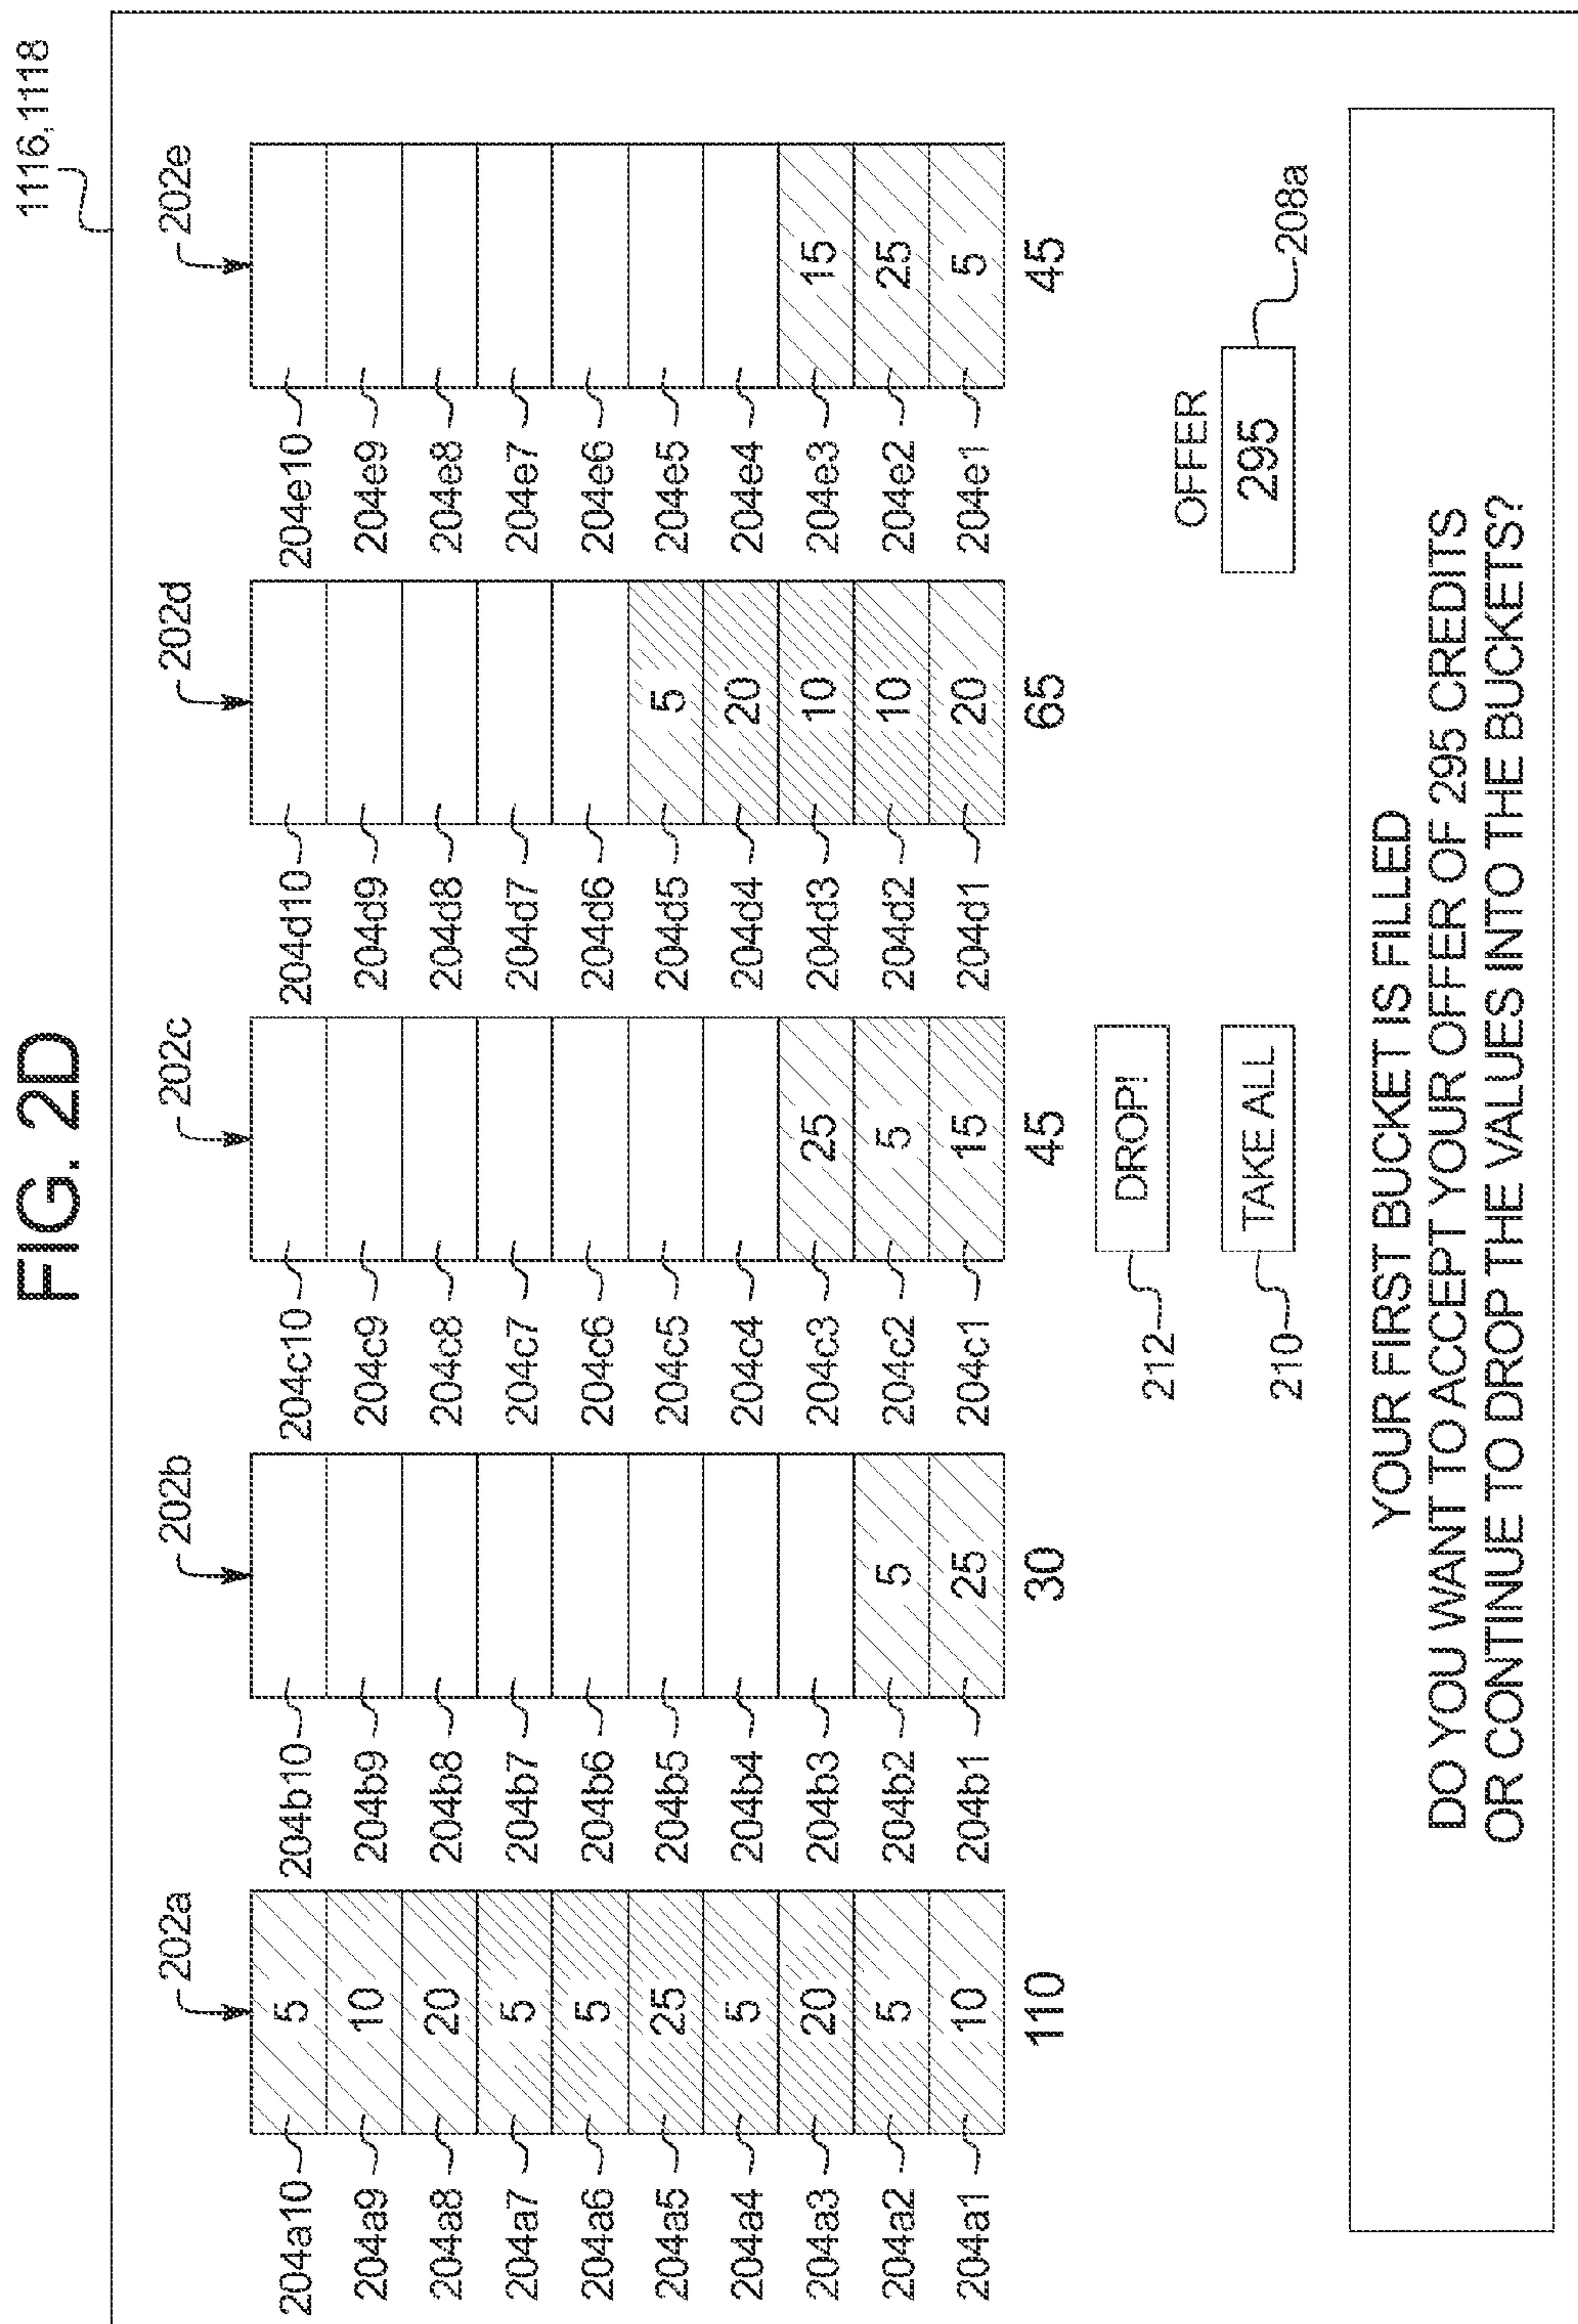 FIG. 2D
1116,1118
202a
202b
202c
202d
202e
204a10 5 204b10 204c10 204d10 204e10
204a9 10 204b9 204c9 204d9 204e9
204a8 20 204b8 204c8 204d8 204e8
204a7 5 204b7 204c7 204d7 204e7
204a6 5 204b6 204c6 204d6 204e6
204a5 25 204b5 204c5 204d5 5 204e5
204a4 5 204b4 204c4 204d4 20 204e4
204a3 20 204b3 204c3 25 204d3 10 204e3 15
204a2 5 204b2 5 204c2 5 204d2 10 204e2 25
204a1 10 204b1 25 204c1 15 204d1 20 204e1 5
110 30 45 65 45
212 DROP!
OFFER
210 TAKE ALL
295 208a
YOUR FIRST BUCKET IS FILLED
DO YOU WANT TO ACCEPT YOUR OFFER OF 295 CREDITS
OR CONTINUE TO DROP THE VALUES INTO THE BUCKETS?